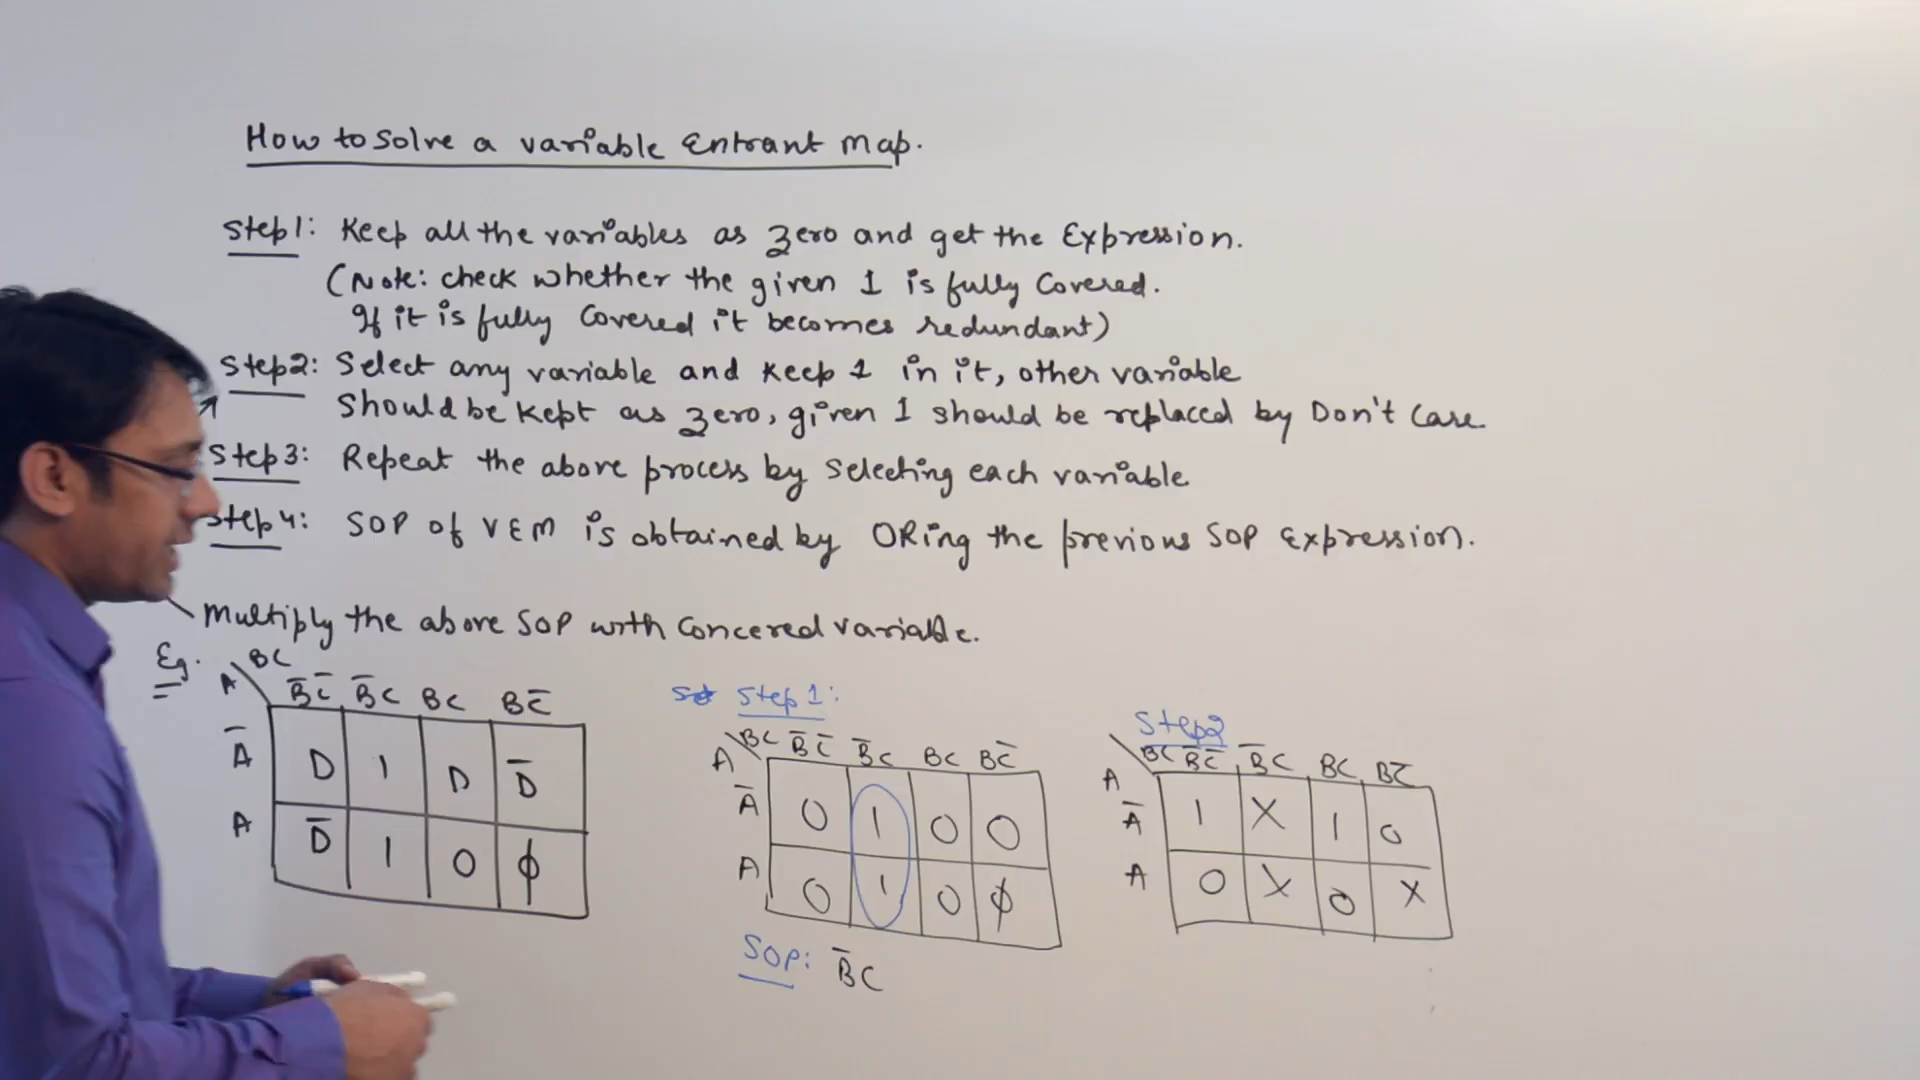 How to solve a variable Entrant Map.
Step1: Keep all the variables as zero and get the Expression.
(Note: check whether the given 1 is fully Covered.
If it is fully Covered it becomes redundant)
Step2: Select any variable and Keep 1 in it, other variable
Should be kept as zero, given 1 should be replaced by Don't Care.
Step3: Repeat the above process by selecting each variable
Step4: SOP of VEM is obtained by ORing the previous SOP Expression.
Multiply the above SOP with Concered variable.
Eg.
A BC B̅C̅ B̅C BC BC̅
A̅ D 1 D D̅
A D̅ 1 0 ϕ
Step1:
A BC B̅C̅ B̅C BC BC̅
A̅ 0 1 0 0
A 0 1 0 ϕ
SOP: B̅C
Step2
A BC B̅C̅ B̅C BC BC̅
A̅ 1 X 1 0
A 0 X 0 X